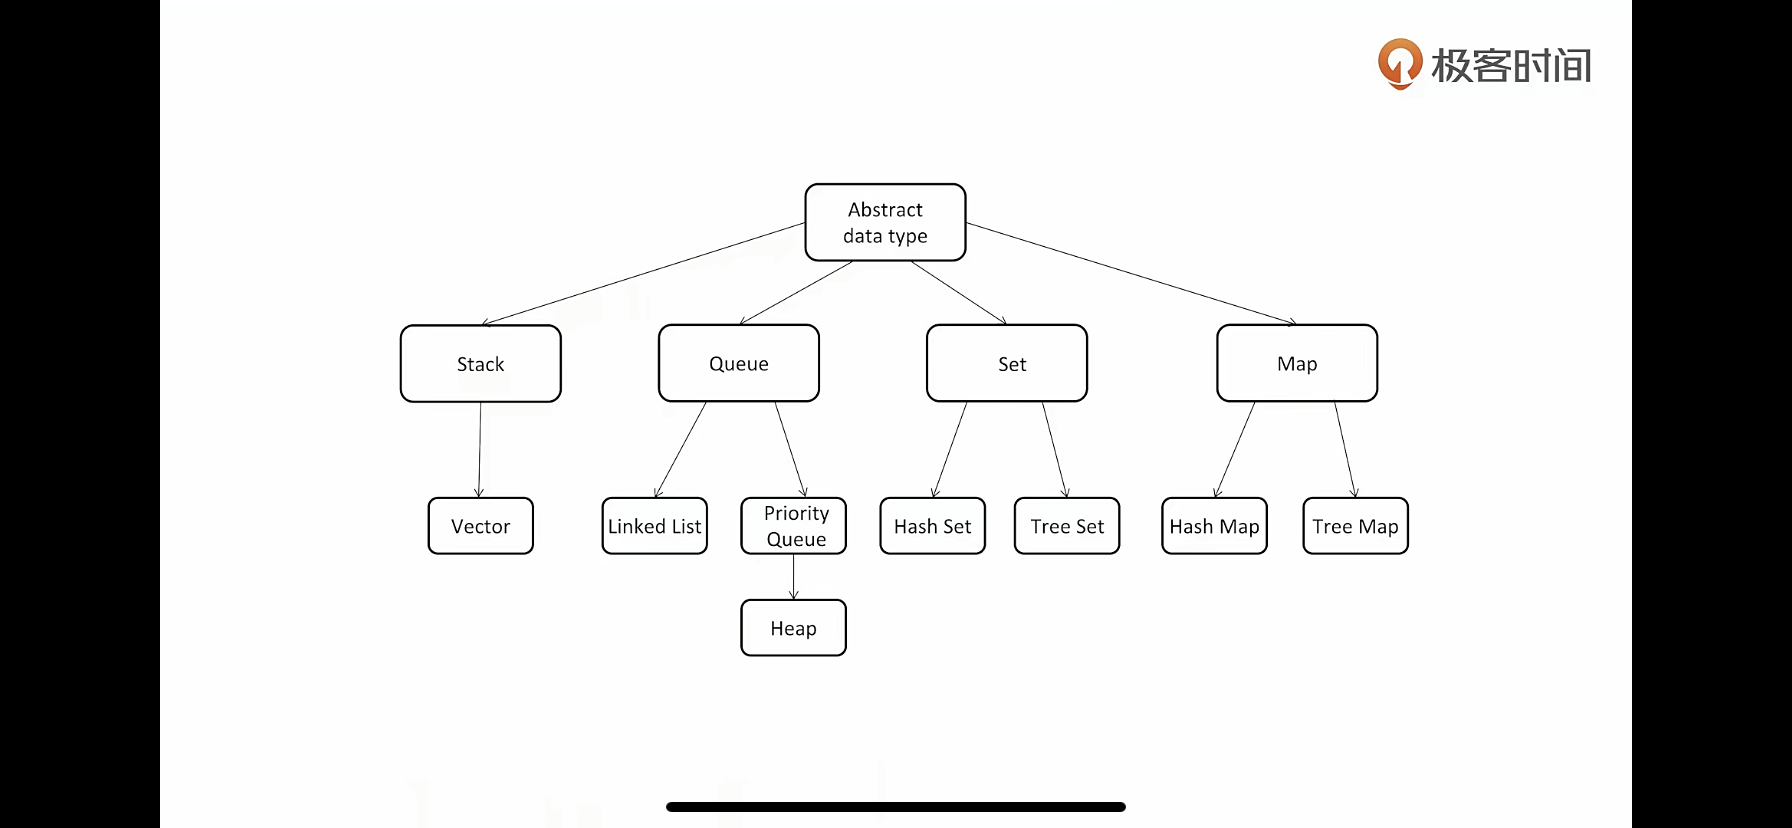 极客时间
Abstract
data type
Stack
Queue
Set
Map
Vector
Linked List
Priority
Queue
Hash Set
Tree Set
Hash Map
Tree Map
Heap